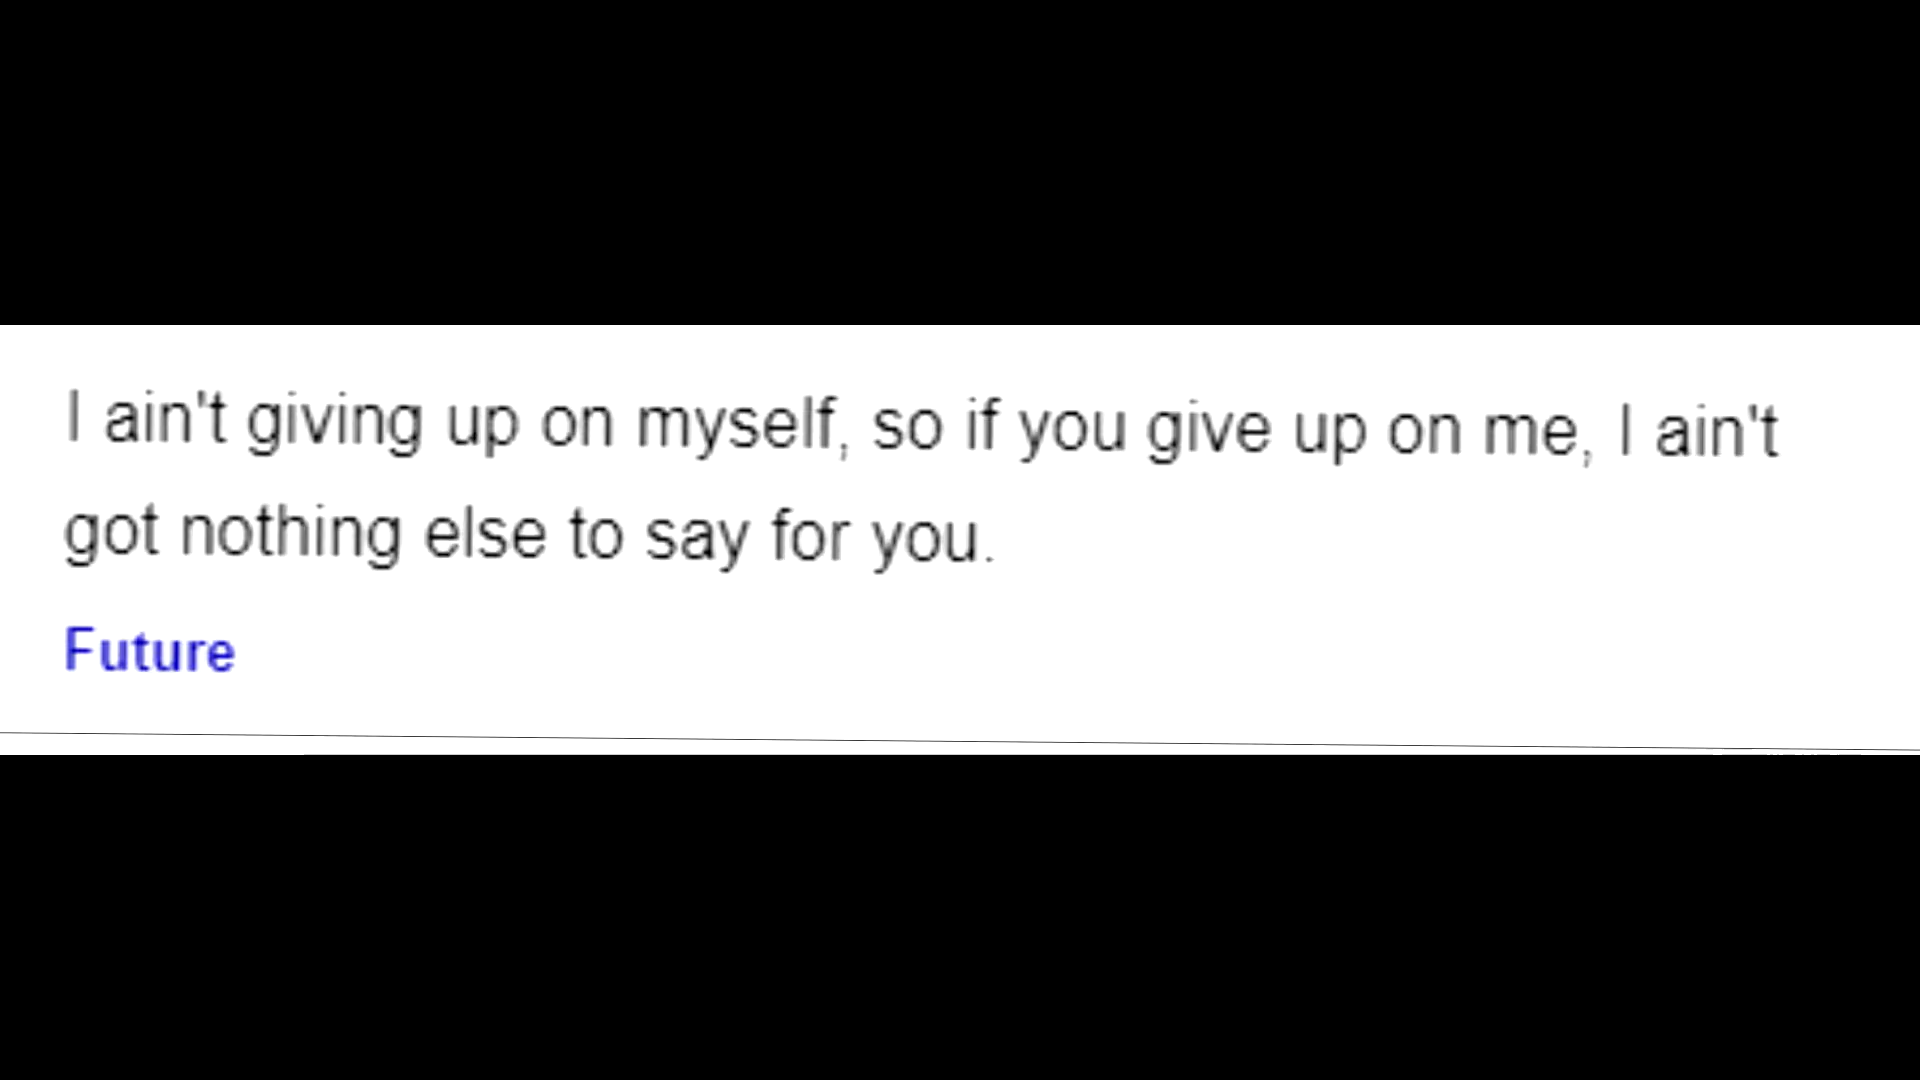 I ain't giving up on myself, so if you give up on me, I ain't
got nothing else to say for you.
Future